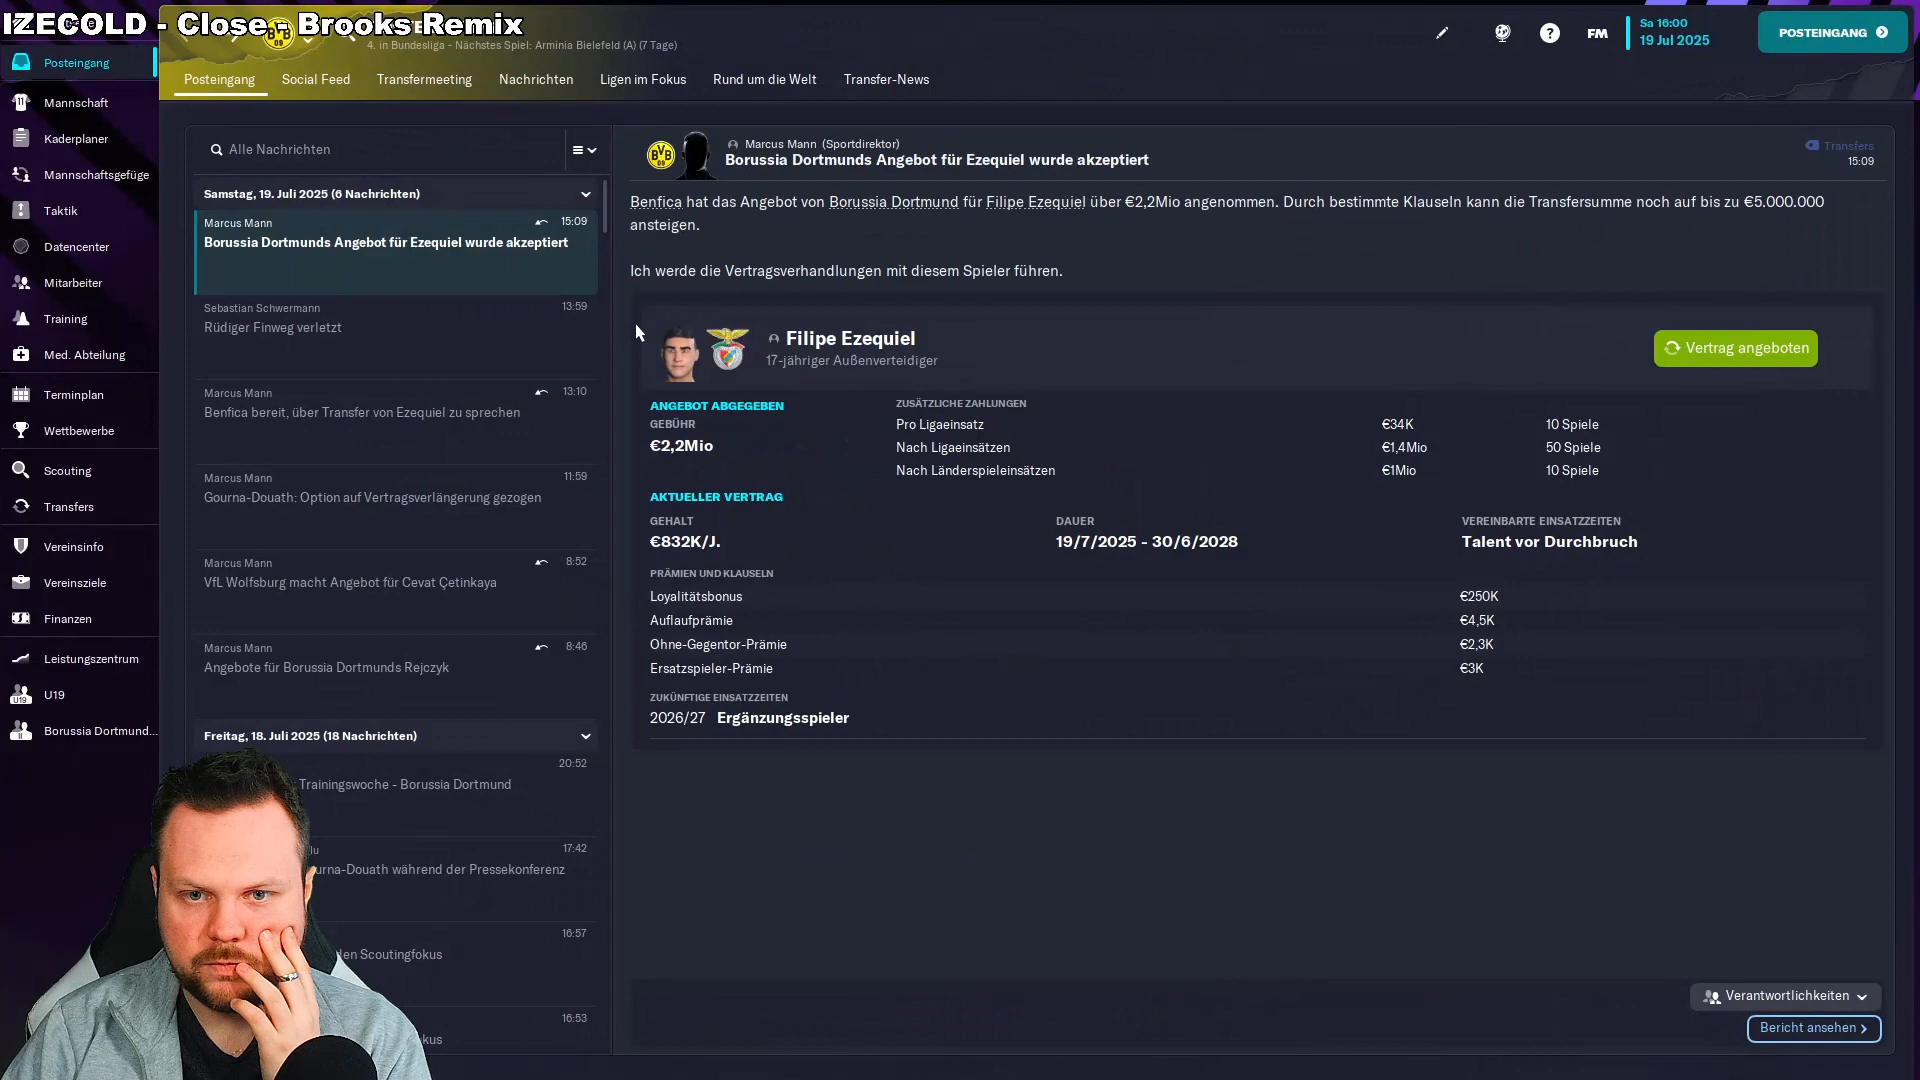 IZECOLD - Close - Brooks Remix
4. in Bundesliga - Nächstes Spiel: Arminia Bielefeld (A) (7 Tage)
FM
Sa 16:00
19 Jul 2025
POSTEINGANG
Posteingang
Social Feed
Transfermeeting
Nachrichten
Ligen im Fokus
Rund um die Welt
Transfer-News
Posteingang
Mannschaft
Kaderplaner
Mannschaftsgefüge
Taktik
Datencenter
Mitarbeiter
Training
Med. Abteilung
Terminplan
Wettbewerbe
Scouting
Transfers
Vereinsinfo
Vereinsziele
Finanzen
Leistungszentrum
U19
Borussia Dortmund...
Alle Nachrichten
Samstag, 19. Juli 2025 (6 Nachrichten)
Marcus Mann 15:09
Borussia Dortmunds Angebot für Ezequiel wurde akzeptiert
Sebastian Schwermann 13:59
Rüdiger Finweg verletzt
Marcus Mann 13:10
Benfica bereit, über Transfer von Ezequiel zu sprechen
Marcus Mann 11:59
Gourna-Douath: Option auf Vertragsverlängerung gezogen
Marcus Mann 8:52
VfL Wolfsburg macht Angebot für Cevat Çetinkaya
Marcus Mann 8:46
Angebote für Borussia Dortmunds Rejczyk
Freitag, 18. Juli 2025 (18 Nachrichten)
20:52
Trainingswoche - Borussia Dortmund
17:42
während der Pressekonferenz
16:57
Scoutingfokus
16:53
Marcus Mann (Sportdirektor)
Borussia Dortmunds Angebot für Ezequiel wurde akzeptiert
Transfers
15:09
Benfica hat das Angebot von Borussia Dortmund für Filipe Ezequiel über €2,2Mio angenommen. Durch bestimmte Klauseln kann die Transfersumme noch auf bis zu €5.000.000
ansteigen.
Ich werde die Vertragsverhandlungen mit diesem Spieler führen.
Filipe Ezequiel
17-jähriger Außenverteidiger
Vertrag angeboten
ANGEBOT ABGEGEBEN
GEBÜHR
€2,2Mio
ZUSÄTZLICHE ZAHLUNGEN
Pro Ligaeinsatz €34K 10 Spiele
Nach Ligaeinsätzen €1,4Mio 50 Spiele
Nach Länderspieleinsätzen €1Mio 10 Spiele
AKTUELLER VERTRAG
GEHALT DAUER VEREINBARTE EINSATZZEITEN
€832K/J. 19/7/2025 - 30/6/2028 Talent vor Durchbruch
PRÄMIEN UND KLAUSELN
Loyalitätsbonus €250K
Auflaufprämie €4,5K
Ohne-Gegentor-Prämie €2,3K
Ersatzspieler-Prämie €3K
ZUKÜNFTIGE EINSATZZEITEN
2026/27 Ergänzungsspieler
Verantwortlichkeiten
Bericht ansehen